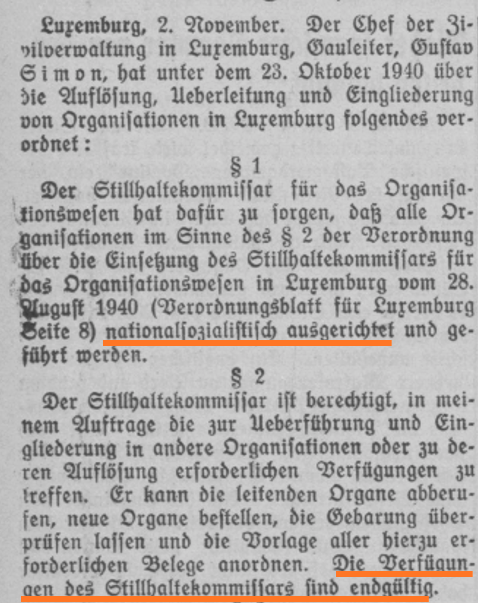 Luxemburg, 2. November. Der Chef der Zi-
vilverwaltung in Luxemburg, Gauleiter, Gustav
Simon, hat unter dem 23. Oktober 1940 über
die Auflösung, Ueberleitung und Eingliederung
von Organisationen in Luxemburg folgendes ver-
ordnet:
§ 1
Der Stillhaltekommissar für das Organisa-
tionswesen hat dafür zu sorgen, daß alle Or-
ganisationen im Sinne des § 2 der Verordnung
über die Einsetzung des Stillhaltekommissars für
das Organisationswesen in Luxemburg vom 28.
August 1940 (Verordnungsblatt für Luxemburg
Seite 8) nationalsozialistisch ausgerichtet und ge-
führt werden.
§ 2
Der Stillhaltekommissar ist berechtigt, in mei-
nem Auftrage die zur Ueberführung und Ein-
gliederung in andere Organisationen oder zu de-
ren Auflösung erforderlichen Verfügungen zu
treffen. Er kann die leitenden Organe abberu-
fen, neue Organe bestellen, die Gebarung über-
prüfen lassen und die Vorlage aller hierzu er-
forderlichen Belege anordnen. Die Verfügun-
gen des Stillhaltekommissars sind endgültig.